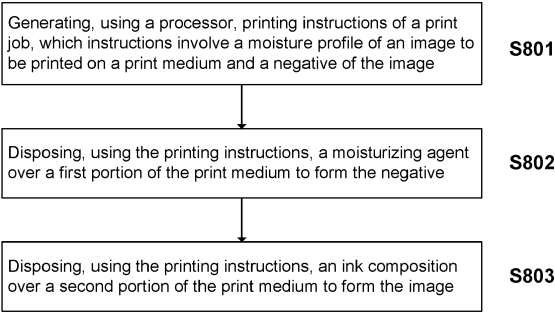 Generating, using a processor, printing instructions of a print
job, which instructions involve a moisture profile of an image to
be printed on a print medium and a negative of the image
S801
Disposing, using the printing instructions, a moisturizing agent
over a first portion of the print medium to form the negative
S802
Disposing, using the printing instructions, an ink composition
over a second portion of the print medium to form the image
S803